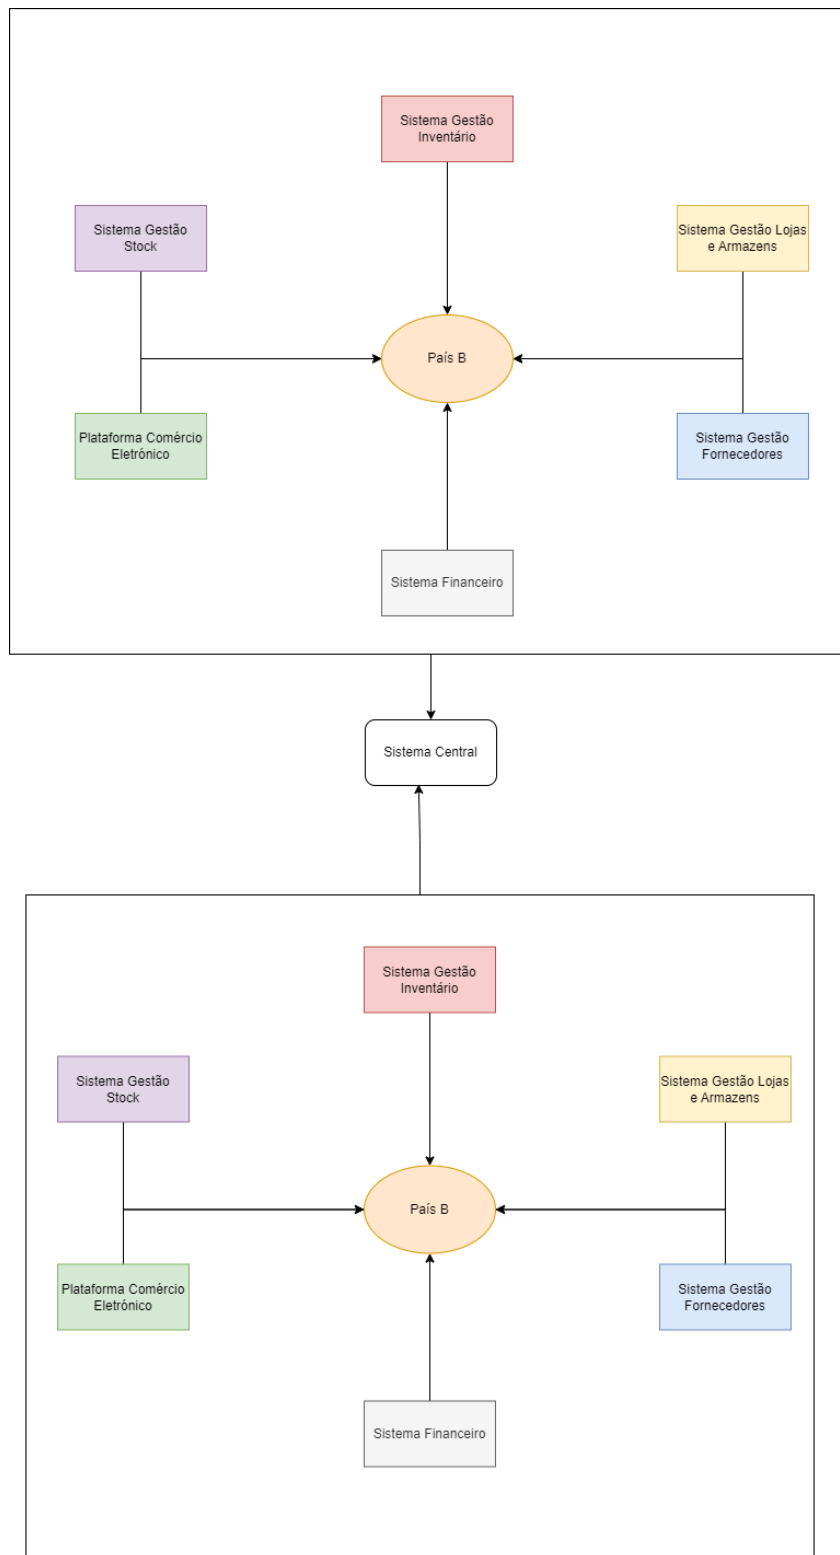 Sistema Gestão
Inventário
Sistema Gestão
Stock
Sistema Gestão Lojas
e Armazens
País B
Plataforma Comércio
Eletrónico
Sistema Gestão
Fornecedores
Sistema Financeiro
Sistema Central
Sistema Gestão
Inventário
Sistema Gestão
Stock
Sistema Gestão Lojas
e Armazens
País B
Plataforma Comércio
Eletrónico
Sistema Gestão
Fornecedores
Sistema Financeiro